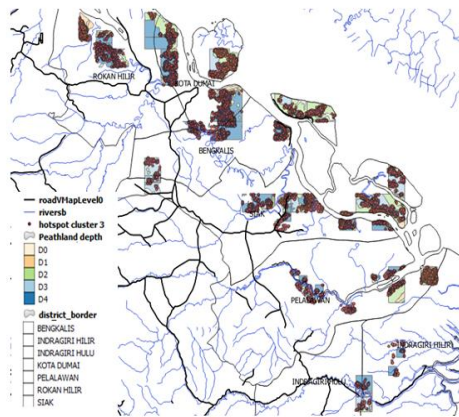 ROKAN HILIR
KOTA DUMAI
BENGKALIS
SIAK
PELALAWAN
INDRAGIRI HILIR
INDRAGIRI HULU
roadVMapLevel0
riversb
hotspot cluster 3
Peathland depth
D0
D1
D2
D3
D4
district_border
BENGKALIS
INDRAGIRI HILIR
INDRAGIRI HULU
KOTA DUMAI
PELALAWAN
ROKAN HILIR
SIAK